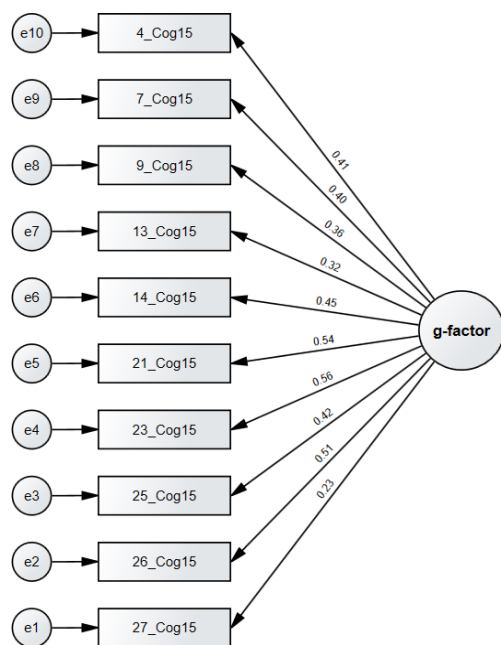 e10 4_Cog15
0.41
e9 7_Cog15
0.40
e8 9_Cog15
0.36
e7 13_Cog15
0.32
e6 14_Cog15
0.45
g-factor
e5 21_Cog15
0.54
e4 23_Cog15
0.56
e3 25_Cog15
0.42
e2 26_Cog15
0.51
e1 27_Cog15
0.23